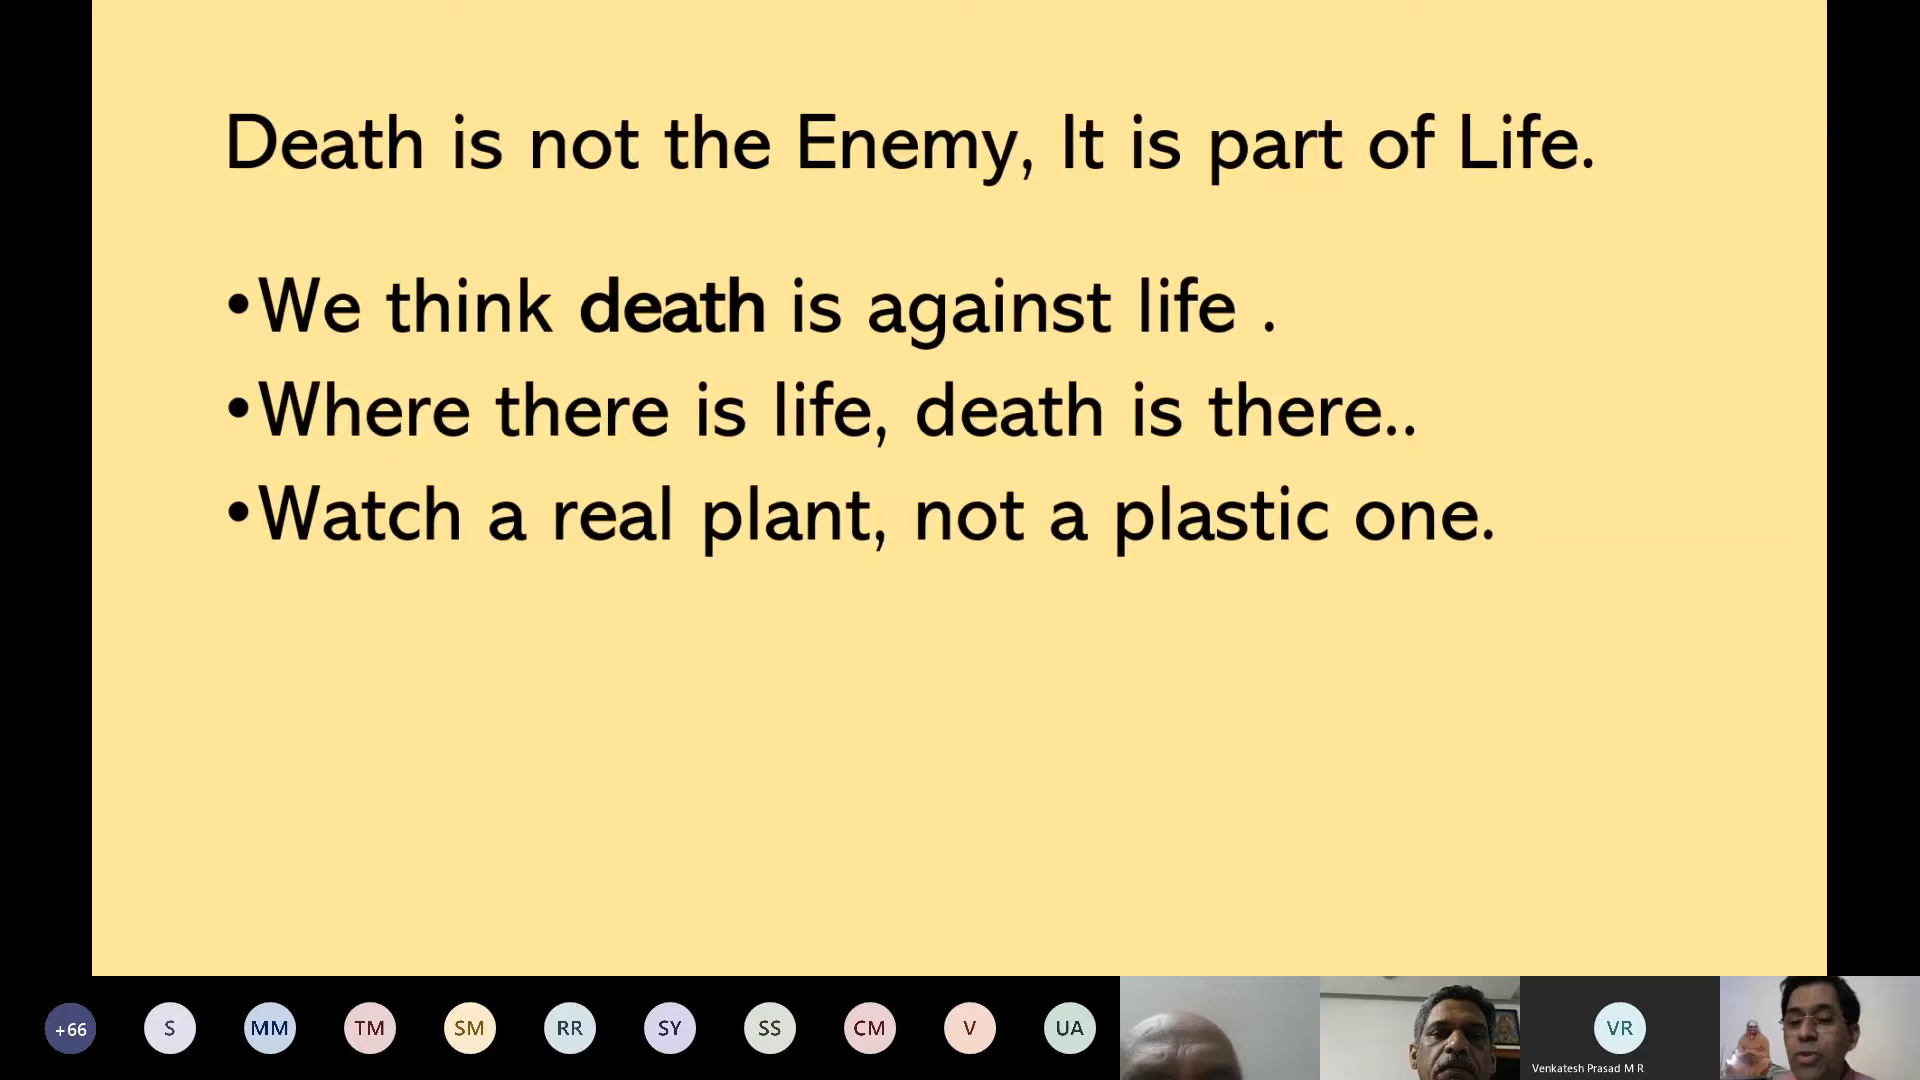 Death is not the Enemy, It is part of Life.
•We think death is against life .
•Where there is life, death is there..
•Watch a real plant, not a plastic one.
+66
S
MM
TM
SM
RR
SY
SS
CM
V
UA
VR
Venkatesh Prasad M R